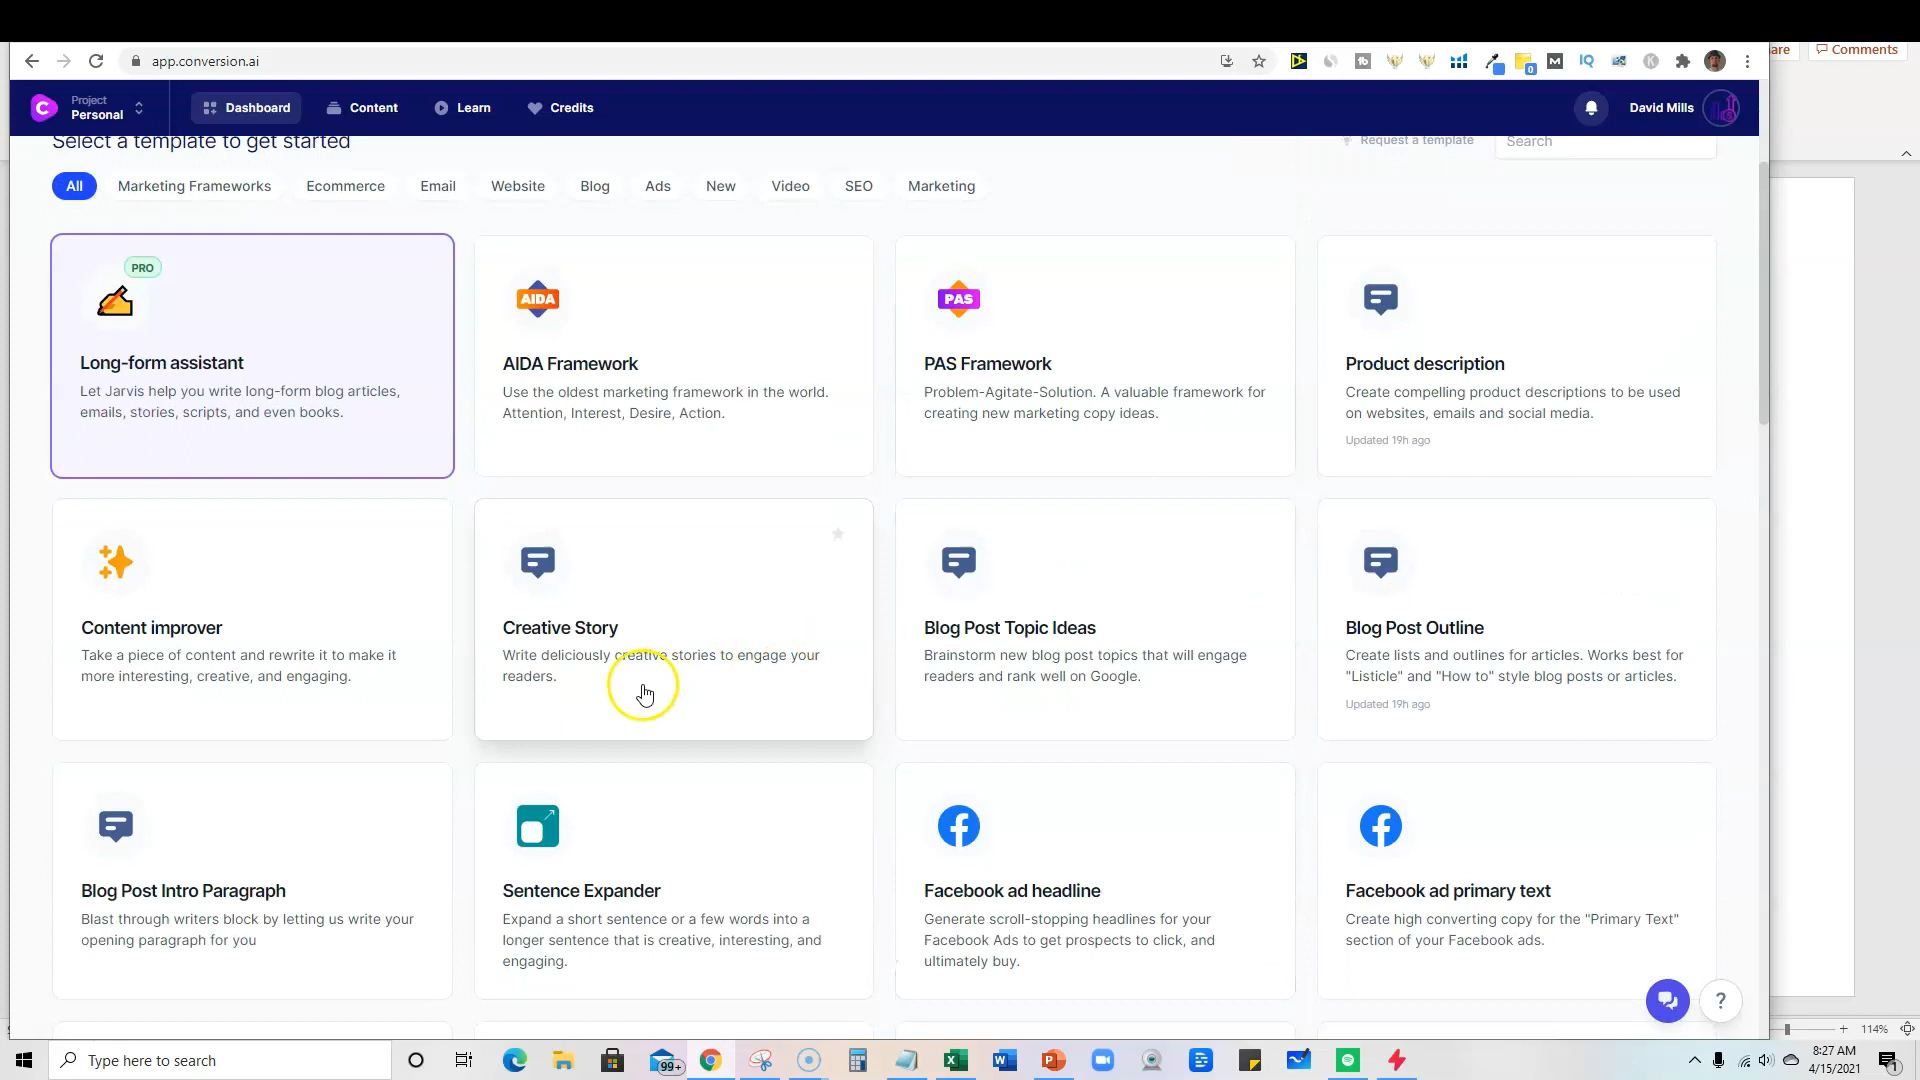 are
Comments
app.conversion.ai
Project
Personal
Dashboard
Content
Learn
Credits
David Mills
Select a template to get started
Request a template
Search
All
Marketing Frameworks
Ecommerce
Email
Website
Blog
Ads
New
Video
SEO
Marketing
PRO
Long-form assistant
Let Jarvis help you write long-form blog articles,
emails, stories, scripts, and even books.
AIDA
AIDA Framework
Use the oldest marketing framework in the world.
Attention, Interest, Desire, Action.
PAS
PAS Framework
Problem-Agitate-Solution. A valuable framework for
creating new marketing copy ideas.
Product description
Create compelling product descriptions to be used
on websites, emails and social media.
Updated 19h ago
Content improver
Take a piece of content and rewrite it to make it
more interesting, creative, and engaging.
Creative Story
Write deliciously creative stories to engage your
readers.
Blog Post Topic Ideas
Brainstorm new blog post topics that will engage
readers and rank well on Google.
Blog Post Outline
Create lists and outlines for articles. Works best for
"Listicle" and "How to" style blog posts or articles.
Updated 19h ago
Blog Post Intro Paragraph
Blast through writers block by letting us write your
opening paragraph for you
Sentence Expander
Expand a short sentence or a few words into a
longer sentence that is creative, interesting, and
engaging.
Facebook ad headline
Generate scroll-stopping headlines for your
Facebook Ads to get prospects to click, and
ultimately buy.
Facebook ad primary text
Create high converting copy for the "Primary Text"
section of your Facebook ads.
?
114%
Type here to search
99+
8:27 AM
4/15/2021